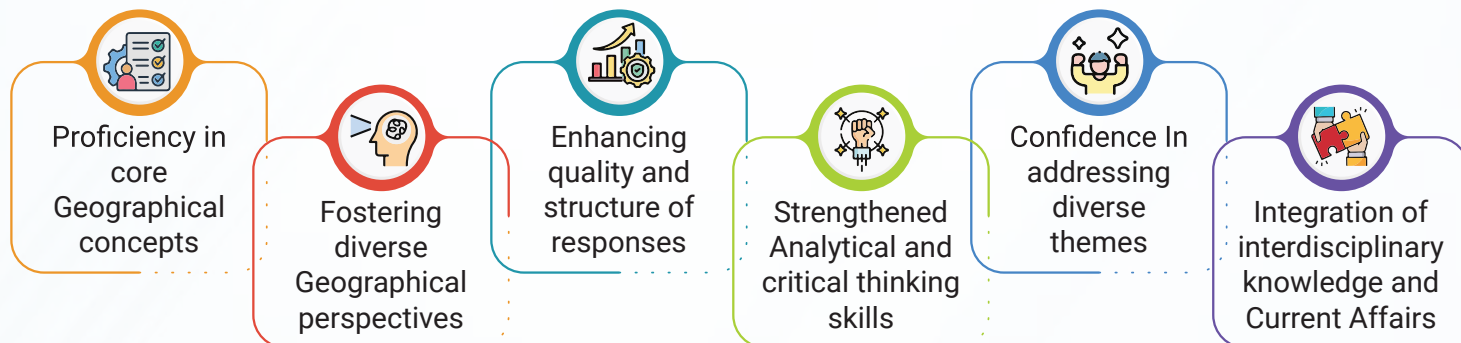 Proficiency in
core
Geographical
concepts
Fostering
diverse
Geographical
perspectives
Enhancing
quality and
structure of
responses
Strengthened
Analytical and
critical thinking
skills
Confidence In
addressing
diverse
themes
Integration of
interdisciplinary
knowledge and
Current Affairs